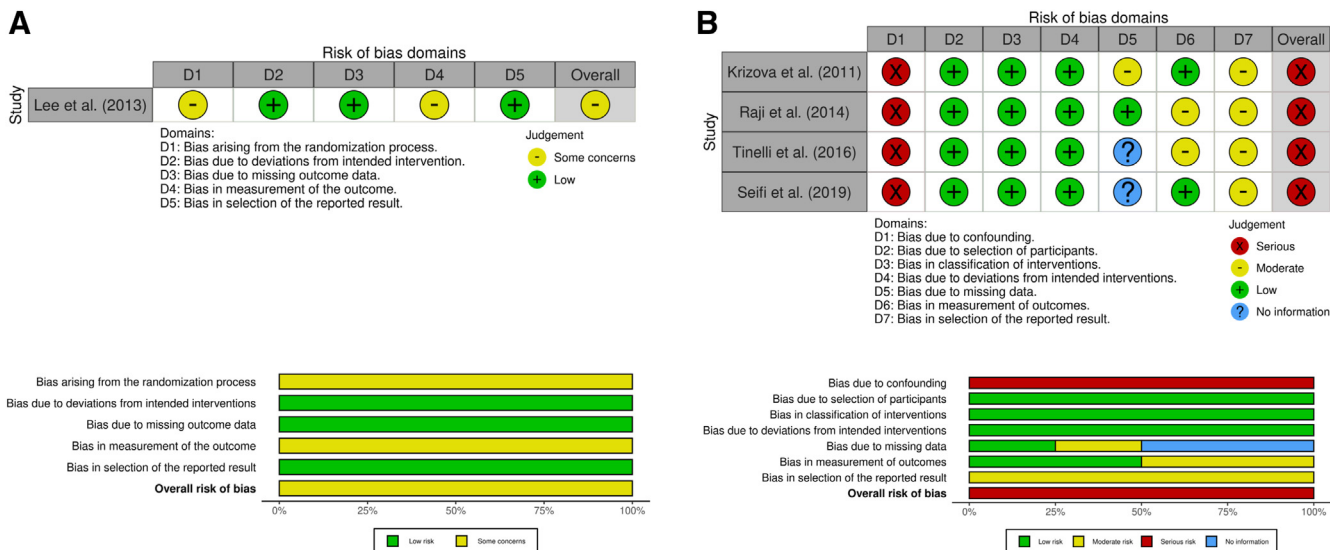 A
Risk of bias domains
D1 D2 D3 D4 D5 Overall
Study
Lee et al. (2013) - + + - + -
Domains:
D1: Bias arising from the randomization process.
D2: Bias due to deviations from intended intervention.
D3: Bias due to missing outcome data.
D4: Bias in measurement of the outcome.
D5: Bias in selection of the reported result.
Judgement
- Some concerns
+ Low
Bias arising from the randomization process
Bias due to deviations from intended interventions
Bias due to missing outcome data
Bias in measurement of the outcome
Bias in selection of the reported result
Overall risk of bias
0% 25% 50% 75% 100%
Low risk Some concerns
B
Risk of bias domains
D1 D2 D3 D4 D5 D6 D7 Overall
Study
Krizova et al. (2011) X + + + - + - X
Raji et al. (2014) X + + + + - - X
Tinelli et al. (2016) X + + + ? - - X
Seifi et al. (2019) X + + + ? + - X
Domains:
D1: Bias due to confounding.
D2: Bias due to selection of participants.
D3: Bias in classification of interventions.
D4: Bias due to deviations from intended interventions.
D5: Bias due to missing data.
D6: Bias in measurement of outcomes.
D7: Bias in selection of the reported result.
Judgement
X Serious
- Moderate
+ Low
? No information
Bias due to confounding
Bias due to selection of participants
Bias in classification of interventions
Bias due to deviations from intended interventions
Bias due to missing data
Bias in measurement of outcomes
Bias in selection of the reported result
Overall risk of bias
0% 25% 50% 75% 100%
Low risk Moderate risk Serious risk No information